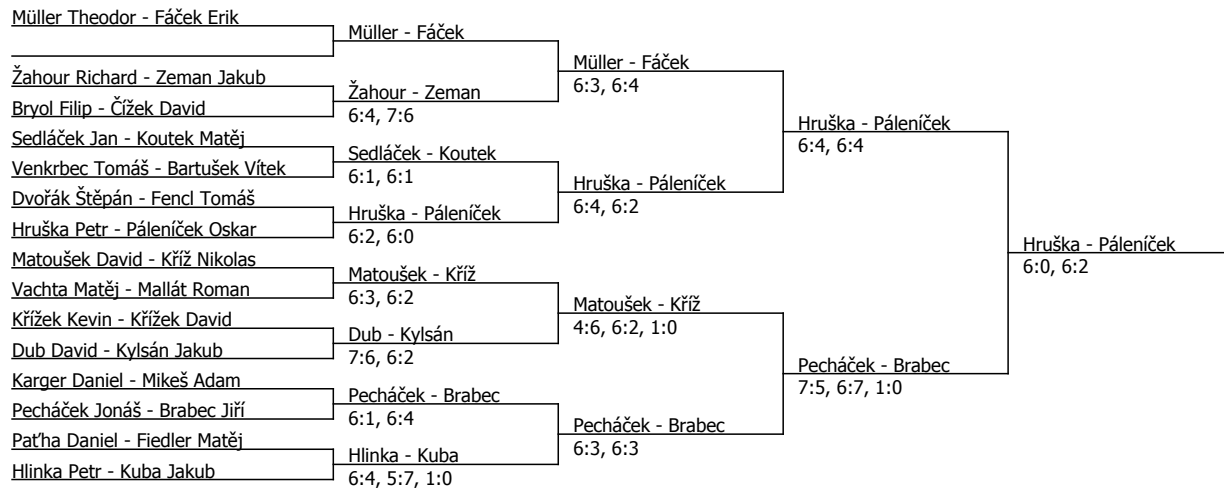 Müller Theodor - Fáček Erik
Žahour Richard - Zeman Jakub
Bryol Filip - Čížek David
Sedláček Jan - Koutek Matěj
Venkrbec Tomáš - Bartušek Vítek
Dvořák Štěpán - Fencl Tomáš
Hruška Petr - Páleníček Oskar
Matoušek David - Kříž Nikolas
Vachta Matěj - Mallát Roman
Křížek Kevin - Křížek David
Dub David - Kylsán Jakub
Karger Daniel - Mikeš Adam
Pecháček Jonáš - Brabec Jiří
Paťha Daniel - Fiedler Matěj
Hlinka Petr - Kuba Jakub
Müller - Fáček
Žahour - Zeman
6:4, 7:6
Sedláček - Koutek
6:1, 6:1
Hruška - Páleníček
6:2, 6:0
Matoušek - Kříž
6:3, 6:2
Dub - Kylsán
7:6, 6:2
Pecháček - Brabec
6:1, 6:4
Hlinka - Kuba
6:4, 5:7, 1:0
Müller - Fáček
6:3, 6:4
Hruška - Páleníček
6:4, 6:2
Matoušek - Kříž
4:6, 6:2, 1:0
Pecháček - Brabec
6:3, 6:3
Hruška - Páleníček
6:4, 6:4
Pecháček - Brabec
7:5, 6:7, 1:0
Hruška - Páleníček
6:0, 6:2